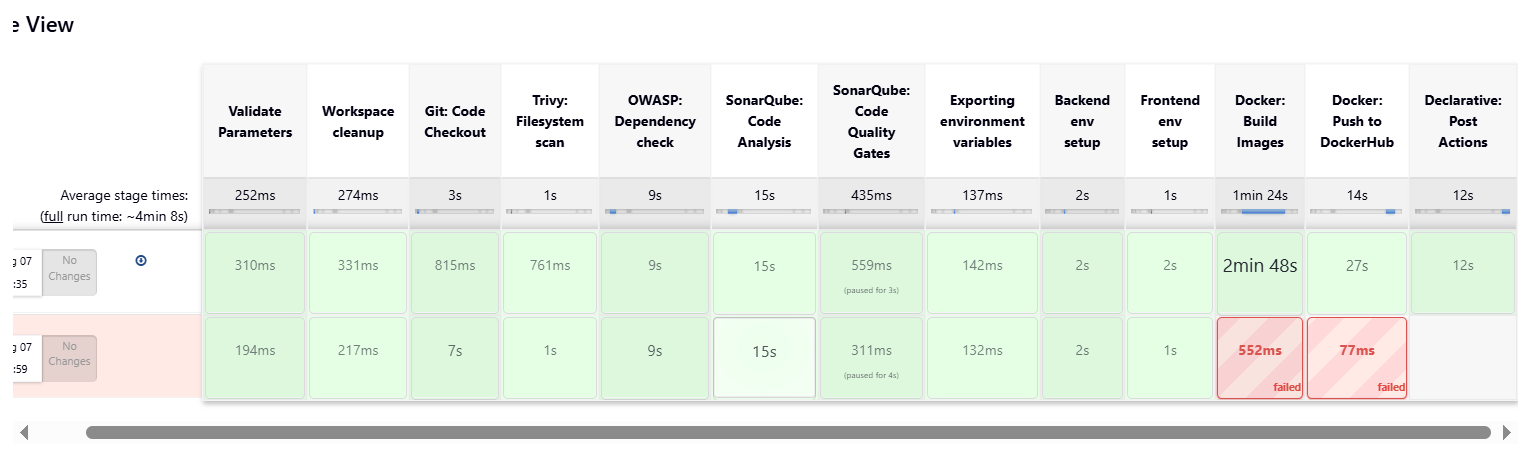 e View
Validate
Parameters
Workspace
cleanup
Git: Code
Checkout
Trivy:
Filesystem
scan
OWASP:
Dependency
check
SonarQube:
Code
Analysis
SonarQube:
Code
Quality
Gates
Exporting
environment
variables
Backend
env
setup
Frontend
env
setup
Docker:
Build
Images
Docker:
Push to
DockerHub
Declarative:
Post
Actions
Average stage times:
(full run time: ~4min 8s)
252ms
274ms
3s
1s
9s
15s
435ms
137ms
2s
1s
1min 24s
14s
12s
g 07
:35
No
Changes
310ms
331ms
815ms
761ms
9s
15s
559ms
(paused for 3s)
142ms
2s
2s
2min 48s
27s
12s
g 07
:59
No
Changes
194ms
217ms
7s
1s
9s
15s
311ms
(paused for 4s)
132ms
2s
1s
552ms
failed
77ms
failed